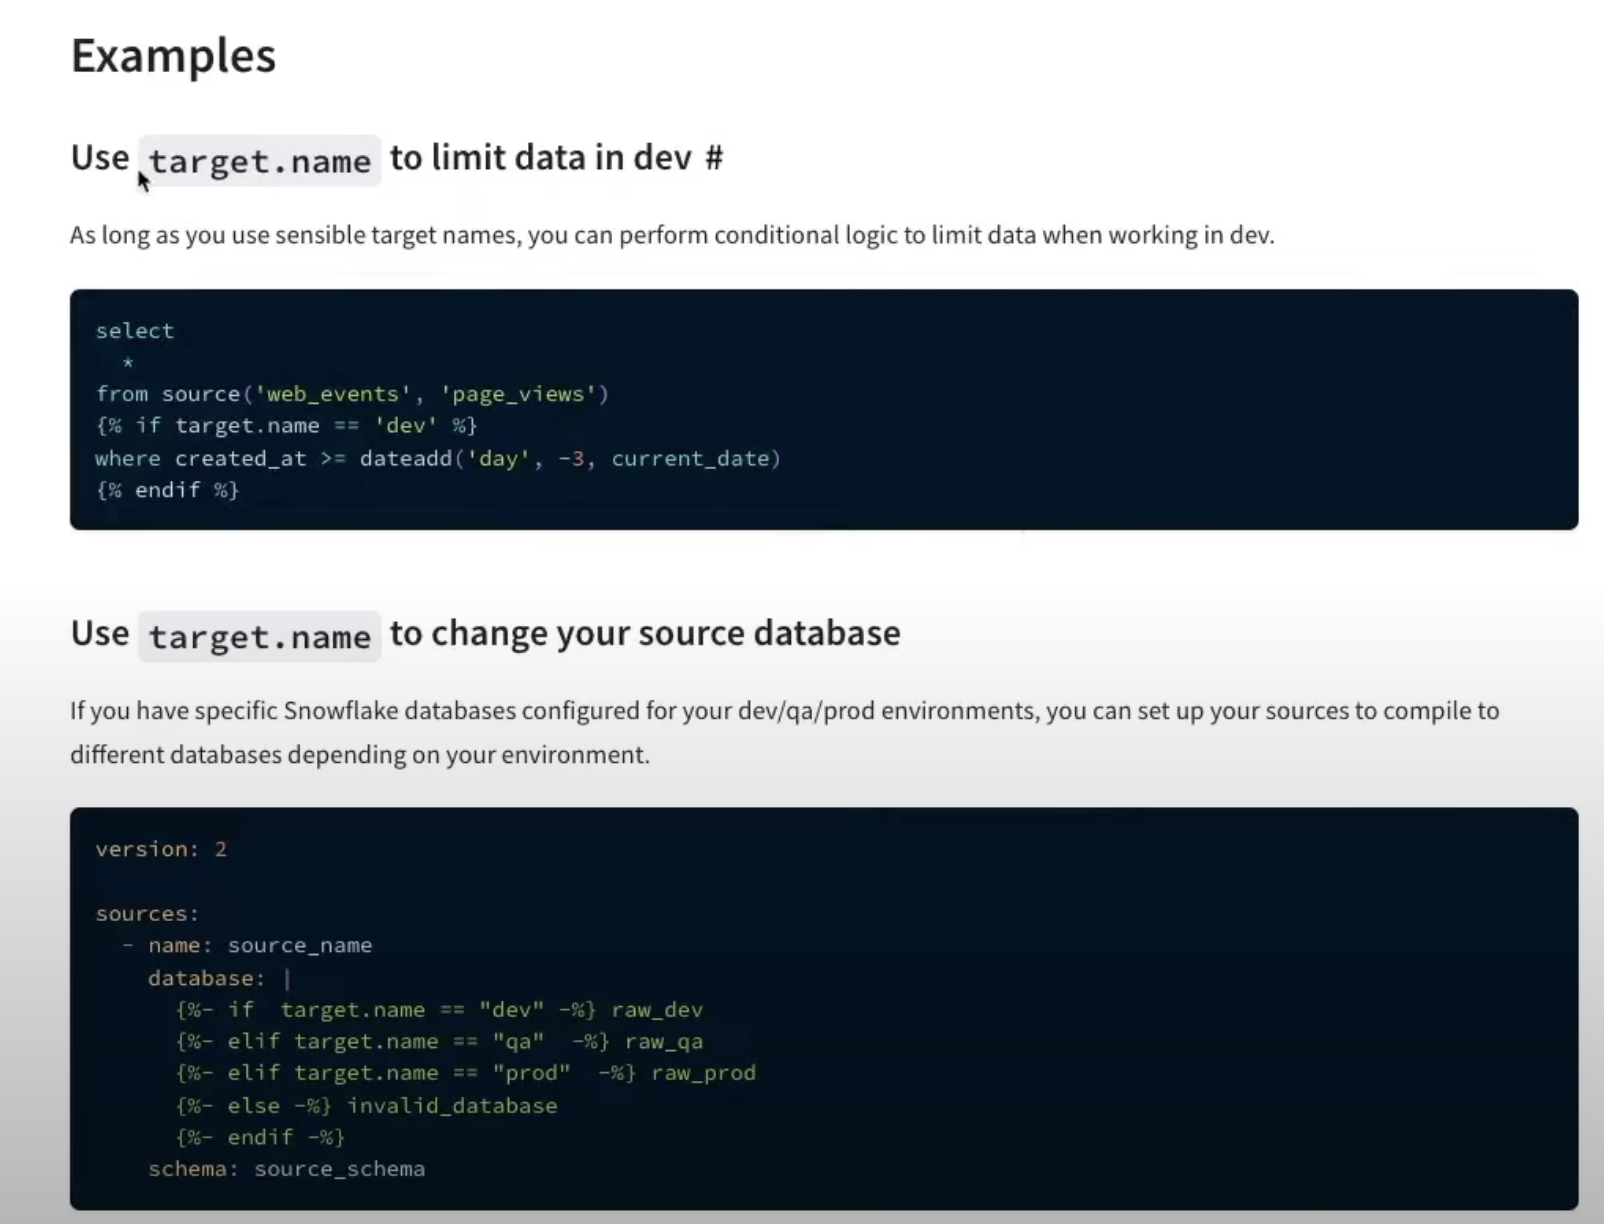 Examples
Use target.name to limit data in dev #
As long as you use sensible target names, you can perform conditional logic to limit data when working in dev.
select
  *
from source('web_events', 'page_views')
{% if target.name == 'dev' %}
where created_at >= dateadd('day', -3, current_date)
{% endif %}
Use target.name to change your source database
If you have specific Snowflake databases configured for your dev/qa/prod environments, you can set up your sources to compile to
different databases depending on your environment.
version: 2
sources:
  - name: source_name
    database: |
      {%- if  target.name == "dev" -%} raw_dev
      {%- elif target.name == "qa"  -%} raw_qa
      {%- elif target.name == "prod"  -%} raw_prod
      {%- else -%} invalid_database
      {%- endif -%}
    schema: source_schema